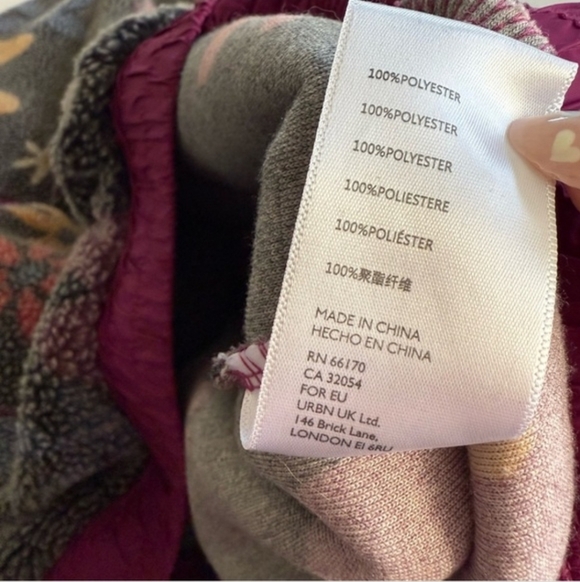 100%POLYESTER
100%POLYESTER
100%POLYESTER
100%POLIESTERE
100%POLIÉSTER
100%聚酯纤维
MADE IN CHINA
HECHO EN CHINA
RN 66170
CA 32054
FOR EU
URBN UK Ltd.
146 Brick Lane,
LONDON E1 6RU